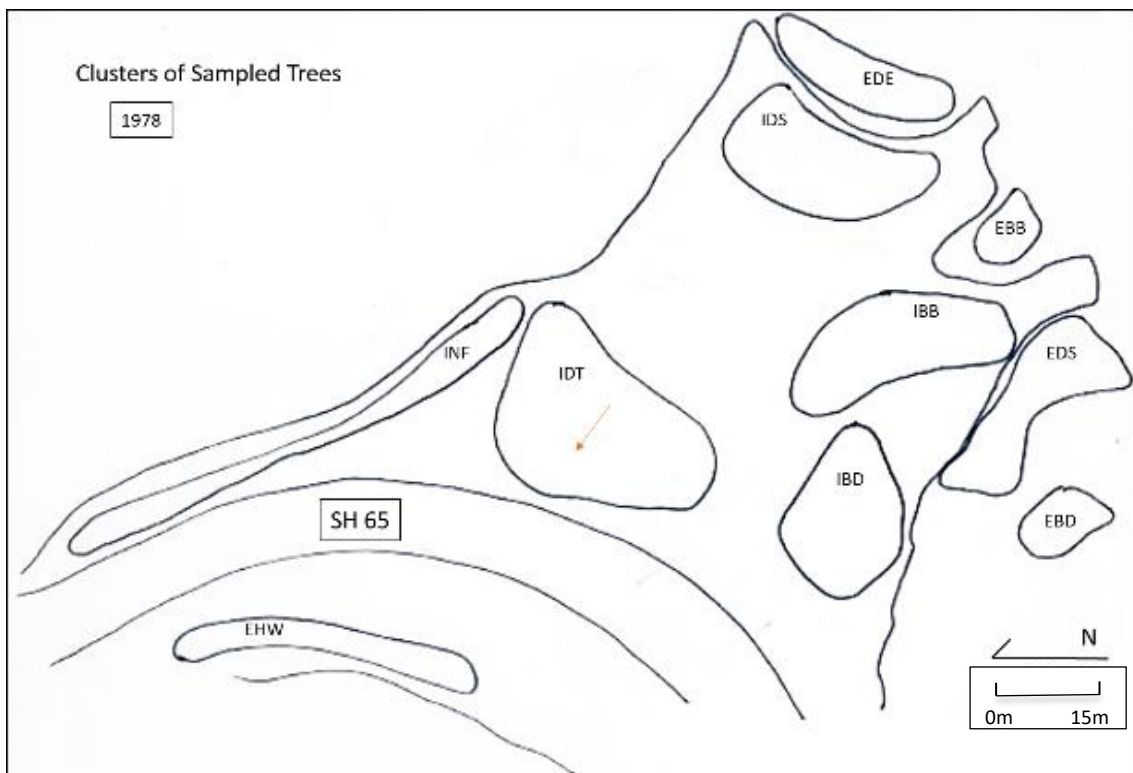 Clusters of Sampled Trees
1978
EDE
IDS
EBB
IBB
EDS
INF
IDT
IBD
EBD
SH 65
EHW
N
0m 15m